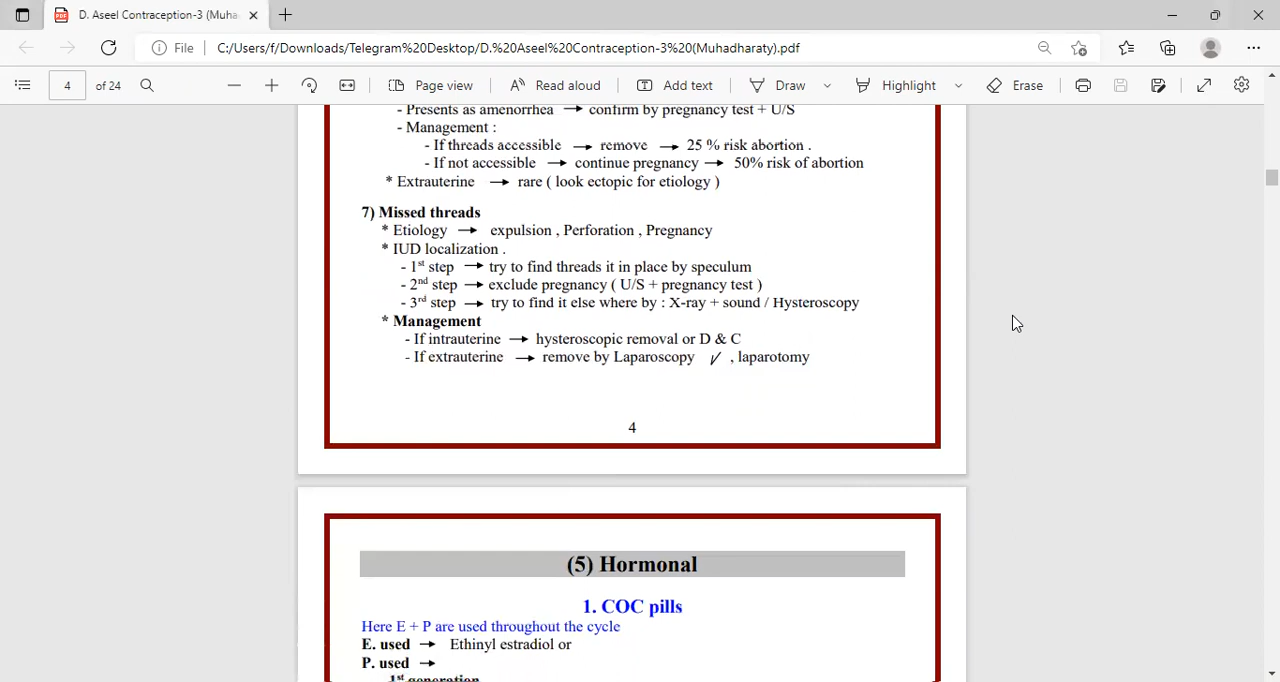 D. Aseel Contraception-3 (Muha
File
C:/Users/f/Downloads/Telegram%20Desktop/D.%20Aseel%20Contraception-3%20(Muhadharaty).pdf
4 of 24
Page view
Read aloud
Add text
Draw
Highlight
Erase
- Presents as amenorrhea → confirm by pregnancy test + U/S
- Management :
- If threads accessible → remove → 25 % risk abortion .
- If not accessible → continue pregnancy → 50% risk of abortion
* Extrauterine → rare ( look ectopic for etiology )
7) Missed threads
* Etiology → expulsion , Perforation , Pregnancy
* IUD localization .
- 1st step → try to find threads it in place by speculum
- 2nd step → exclude pregnancy ( U/S + pregnancy test )
- 3rd step → try to find it else where by : X-ray + sound / Hysteroscopy
* Management
- If intrauterine → hysteroscopic removal or D & C
- If extrauterine → remove by Laparoscopy ✓ , laparotomy
4
(5) Hormonal
1. COC pills
Here E + P are used throughout the cycle
E. used → Ethinyl estradiol or
P. used →
1st generation